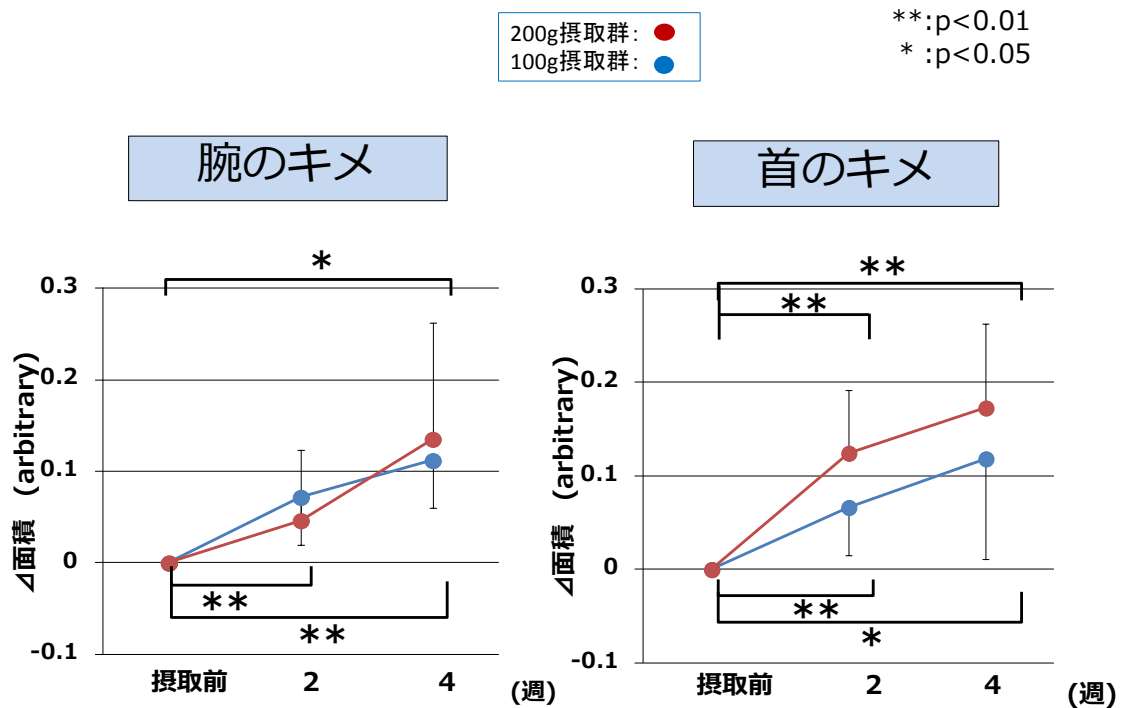 200g摂取群:
100g摂取群:
**:p<0.01
* :p<0.05
腕のキメ
*
0.3
0.2
0.1
0
-0.1
⊿面積 (arbitrary)
**
**
摂取前 2 4 (週)
首のキメ
**
**
0.3
0.2
0.1
0
-0.1
⊿面積 (arbitrary)
**
*
摂取前 2 4 (週)